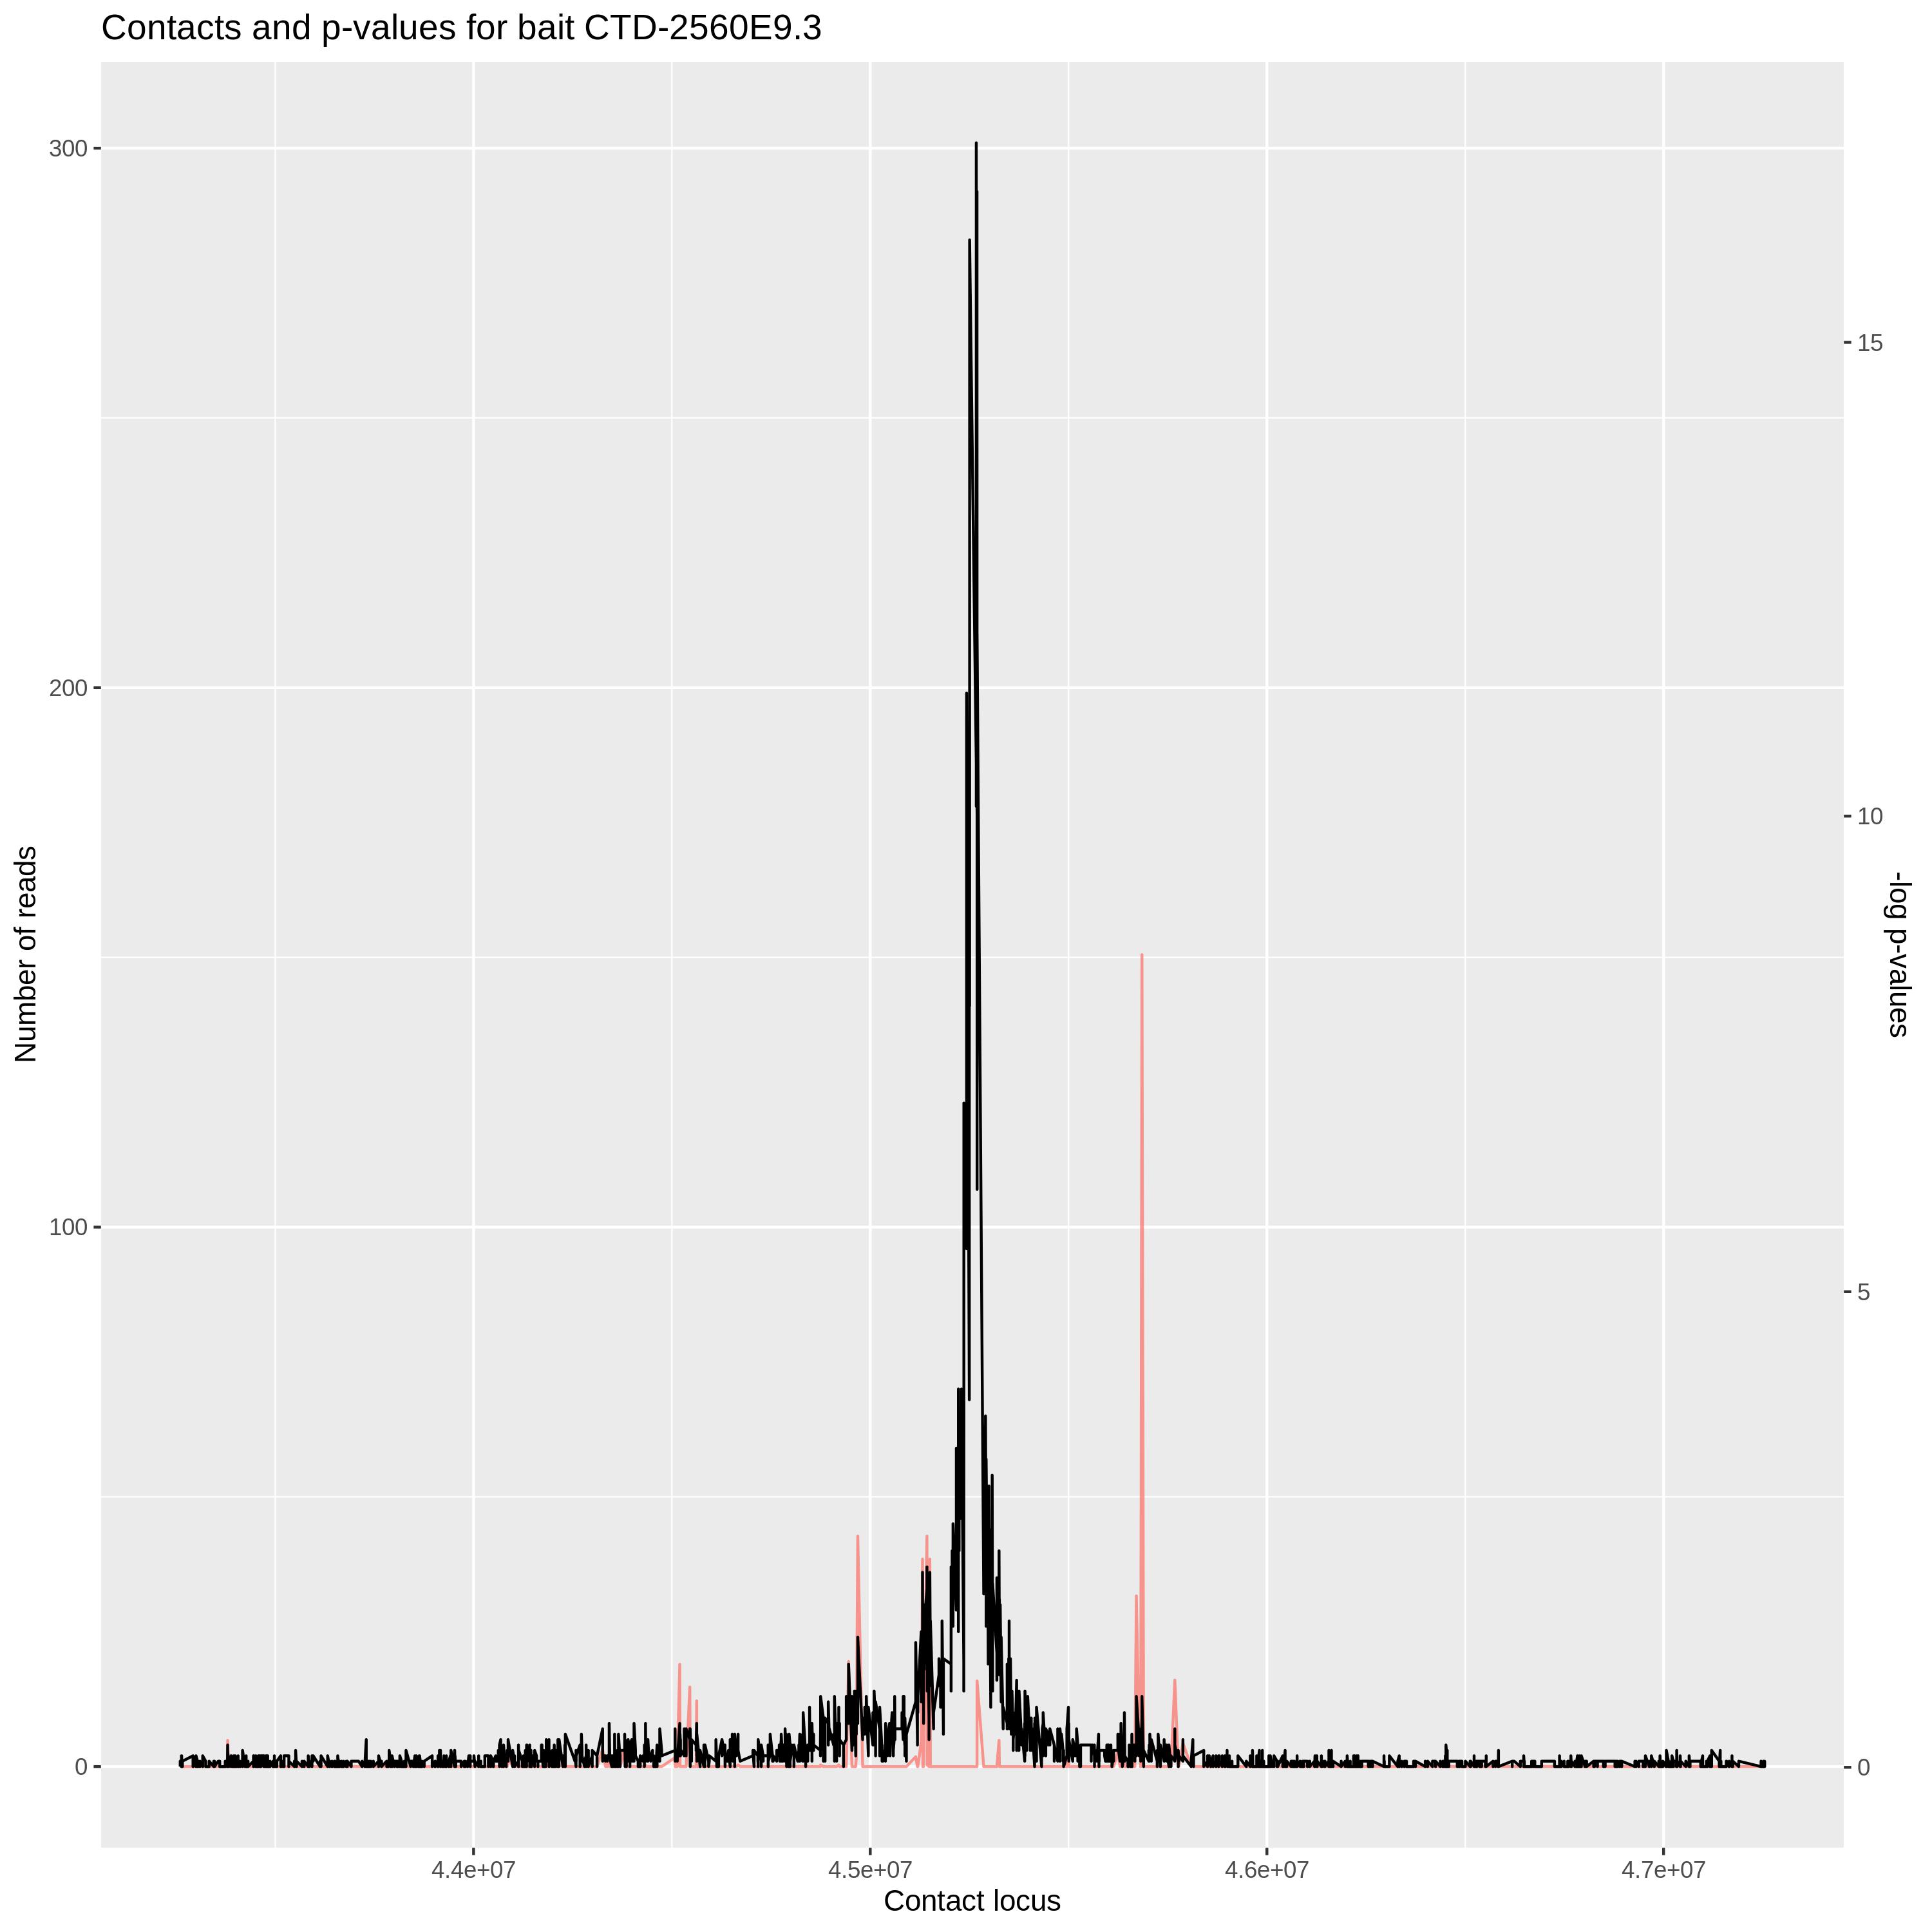 Contacts and p-values for bait CTD-2560E9.3
300
200
100
0
Number of reads
15
10
5
0
-log p-values
4.4e+07
4.5e+07
4.6e+07
4.7e+07
Contact locus